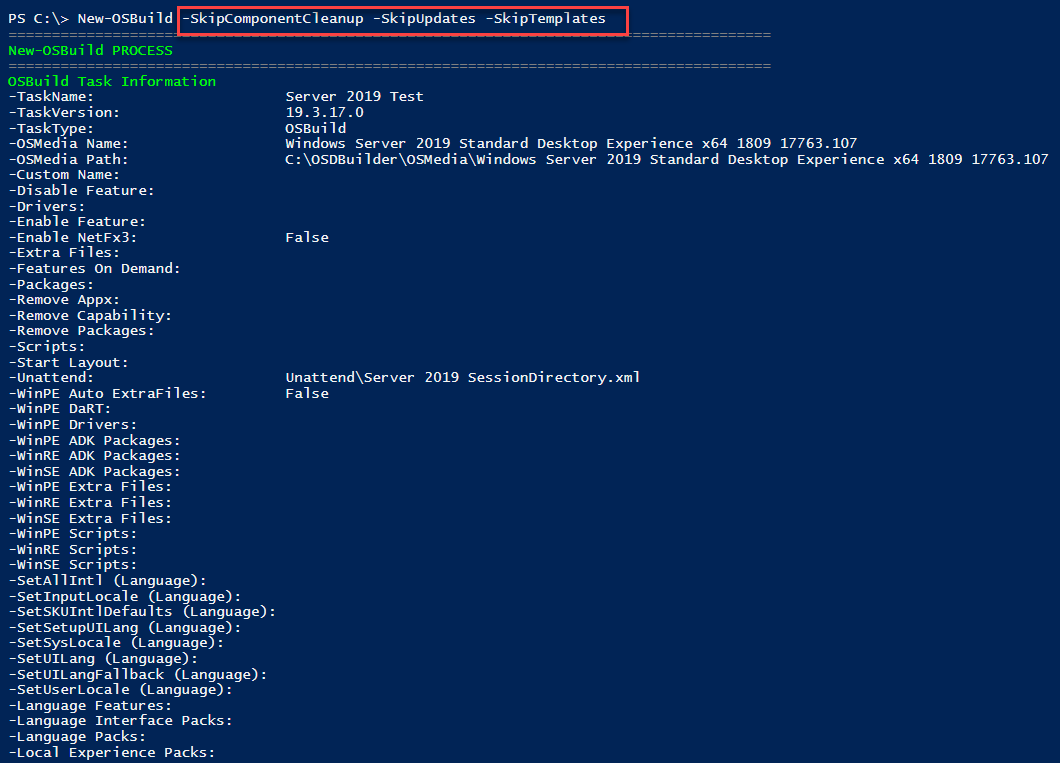 PS C:\> New-OSBuild -SkipComponentCleanup -SkipUpdates -SkipTemplates
========================================================================================
New-OSBuild PROCESS
========================================================================================
OSBuild Task Information
-TaskName:                      Server 2019 Test
-TaskVersion:                   19.3.17.0
-TaskType:                      OSBuild
-OSMedia Name:                  Windows Server 2019 Standard Desktop Experience x64 1809 17763.107
-OSMedia Path:                  C:\OSDBuilder\OSMedia\Windows Server 2019 Standard Desktop Experience x64 1809 17763.107
-Custom Name:
-Disable Feature:
-Drivers:
-Enable Feature:
-Enable NetFx3:                 False
-Extra Files:
-Features On Demand:
-Packages:
-Remove Appx:
-Remove Capability:
-Remove Packages:
-Scripts:
-Start Layout:
-Unattend:                      Unattend\Server 2019 SessionDirectory.xml
-WinPE Auto ExtraFiles:         False
-WinPE DaRT:
-WinPE Drivers:
-WinPE ADK Packages:
-WinRE ADK Packages:
-WinSE ADK Packages:
-WinPE Extra Files:
-WinRE Extra Files:
-WinSE Extra Files:
-WinPE Scripts:
-WinRE Scripts:
-WinSE Scripts:
-SetAllIntl (Language):
-SetInputLocale (Language):
-SetSKUIntlDefaults (Language):
-SetSetupUILang (Language):
-SetSysLocale (Language):
-SetUILang (Language):
-SetUILangFallback (Language):
-SetUserLocale (Language):
-Language Features:
-Language Interface Packs:
-Language Packs:
-Local Experience Packs: